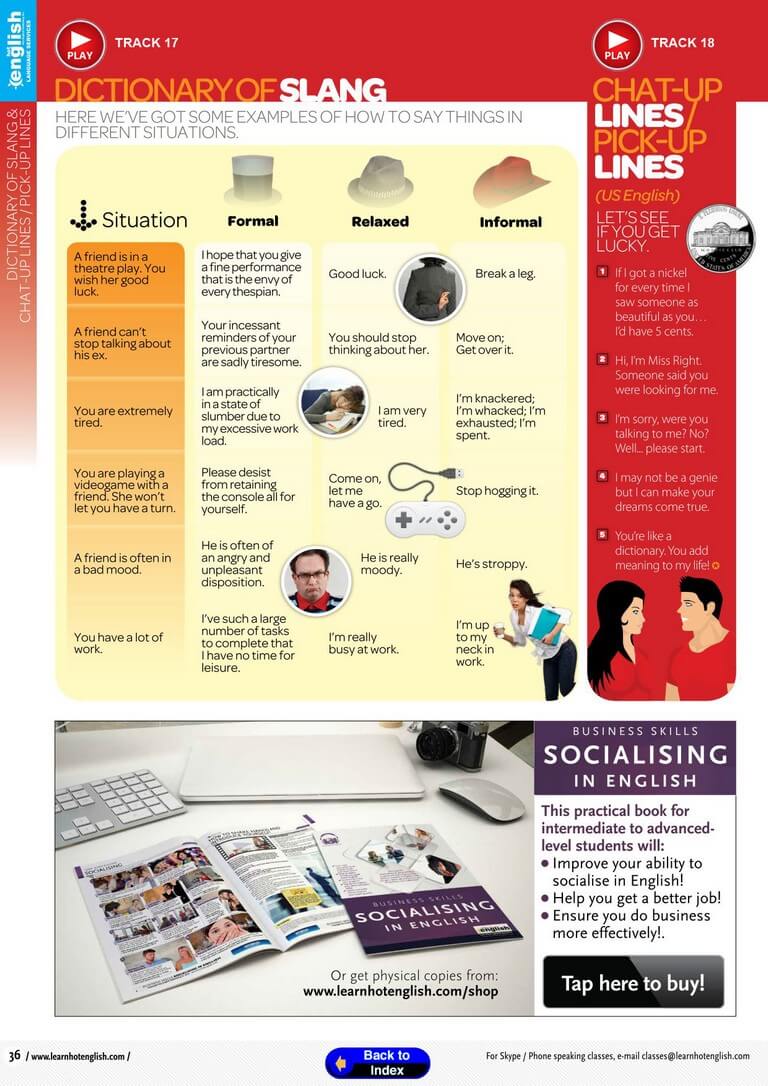 Hot
english
LANGUAGE SERVICES
DICTIONARY OF SLANG &
CHAT-UP LINES / PICK-UP LINES
PLAY
TRACK 17
DICTIONARY OF SLANG
HERE WE'VE GOT SOME EXAMPLES OF HOW TO SAY THINGS IN
DIFFERENT SITUATIONS.
Situation
Formal
Relaxed
Informal
A friend is in a
theatre play. You
wish her good
luck.
I hope that you give
a fine performance
that is the envy of
every thespian.
Good luck.
Break a leg.
A friend can't
stop talking about
his ex.
Your incessant
reminders of your
previous partner
are sadly tiresome.
You should stop
thinking about her.
Move on;
Get over it.
You are extremely
tired.
I am practically
in a state of
slumber due to
my excessive work
load.
I am very
tired.
I'm knackered;
I'm whacked; I'm
exhausted; I'm
spent.
You are playing a
videogame with a
friend. She won't
let you have a turn.
Please desist
from retaining
the console all for
yourself.
Come on,
let me
have a go.
Stop hogging it.
A friend is often in
a bad mood.
He is often of
an angry and
unpleasant
disposition.
He is really
moody.
He's stroppy.
You have a lot of
work.
I've such a large
number of tasks
to complete that
I have no time for
leisure.
I'm really
busy at work.
I'm up
to my
neck in
work.
PLAY
TRACK 18
CHAT-UP
LINES /
PICK-UP
LINES
(US English)
LET'S SEE
IF YOU GET
LUCKY.
1 If I got a nickel
for every time I
saw someone as
beautiful as you…
I'd have 5 cents.
2 Hi, I'm Miss Right.
Someone said you
were looking for me.
3 I'm sorry, were you
talking to me? No?
Well... please start.
4 I may not be a genie
but I can make your
dreams come true.
5 You're like a
dictionary. You add
meaning to my life!
BUSINESS SKILLS
SOCIALISING
IN ENGLISH
english
Or get physical copies from:
www.learnhotenglish.com/shop
BUSINESS SKILLS
SOCIALISING
IN ENGLISH
This practical book for
intermediate to advanced-
level students will:
• Improve your ability to
socialise in English!
• Help you get a better job!
• Ensure you do business
more effectively!.
Tap here to buy!
36 / www.learnhotenglish.com /
Back to
Index
For Skype / Phone speaking classes, e-mail classes@learnhotenglish.com